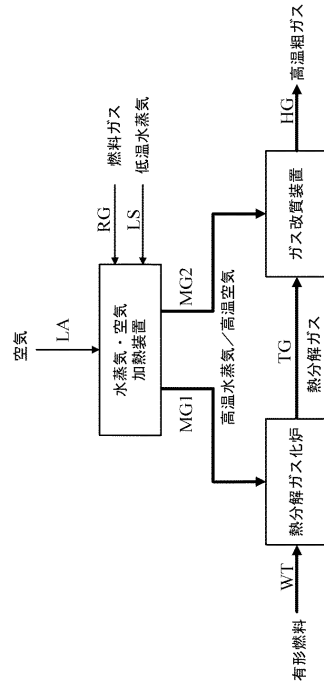 空気
LA
RG
燃料ガス
LS
低温水蒸気
水蒸気・空気
加熱装置
MG1
MG2
高温水蒸気／高温空気
有形燃料
WT
熱分解ガス化炉
TG
熱分解ガス
ガス改質装置
HG
高温粗ガス